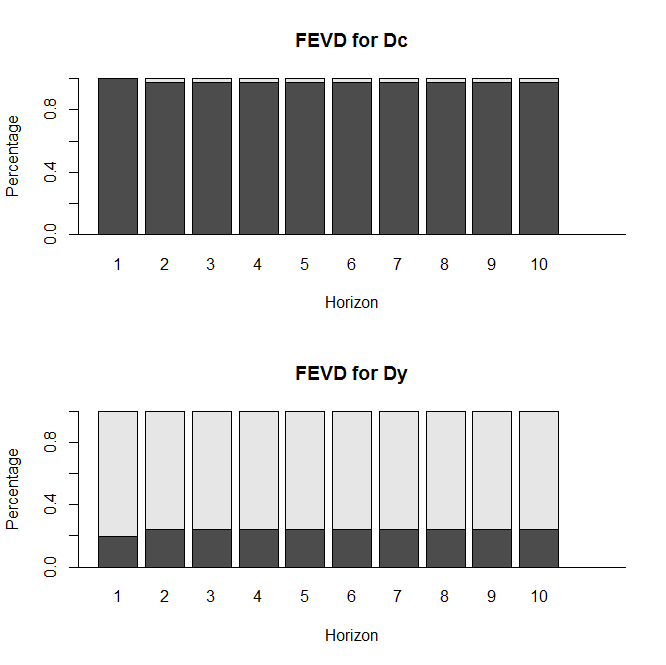 FEVD for Dc
Percentage
0.8
0.4
0.0
1 2 3 4 5 6 7 8 9 10
Horizon
FEVD for Dy
Percentage
0.8
0.4
0.0
1 2 3 4 5 6 7 8 9 10
Horizon